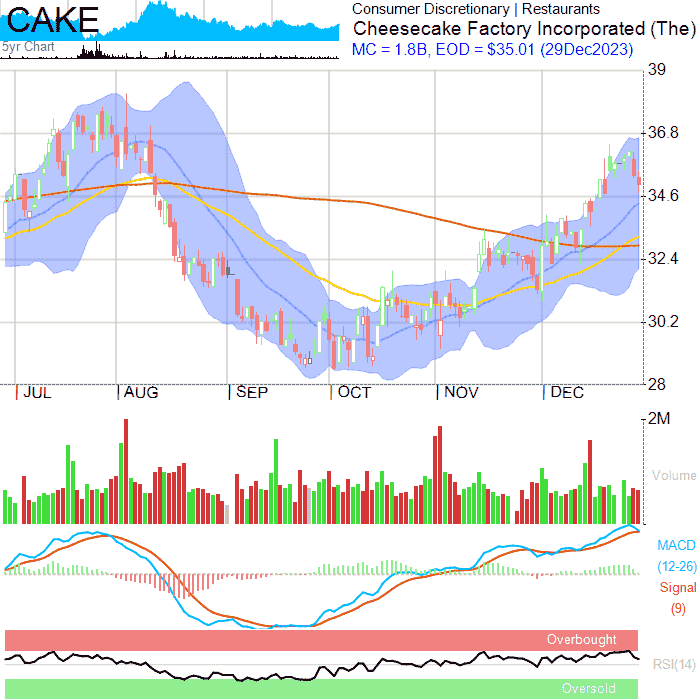 CAKE
5yr Chart
Consumer Discretionary | Restaurants
Cheesecake Factory Incorporated (The)
MC = 1.8B, EOD = $35.01 (29Dec2023)
39
36.8
34.6
32.4
30.2
28
JUL AUG SEP OCT NOV DEC
2M
Volume
MACD
(12-26)
Signal
(9)
Overbought
RSI(14)
Oversold